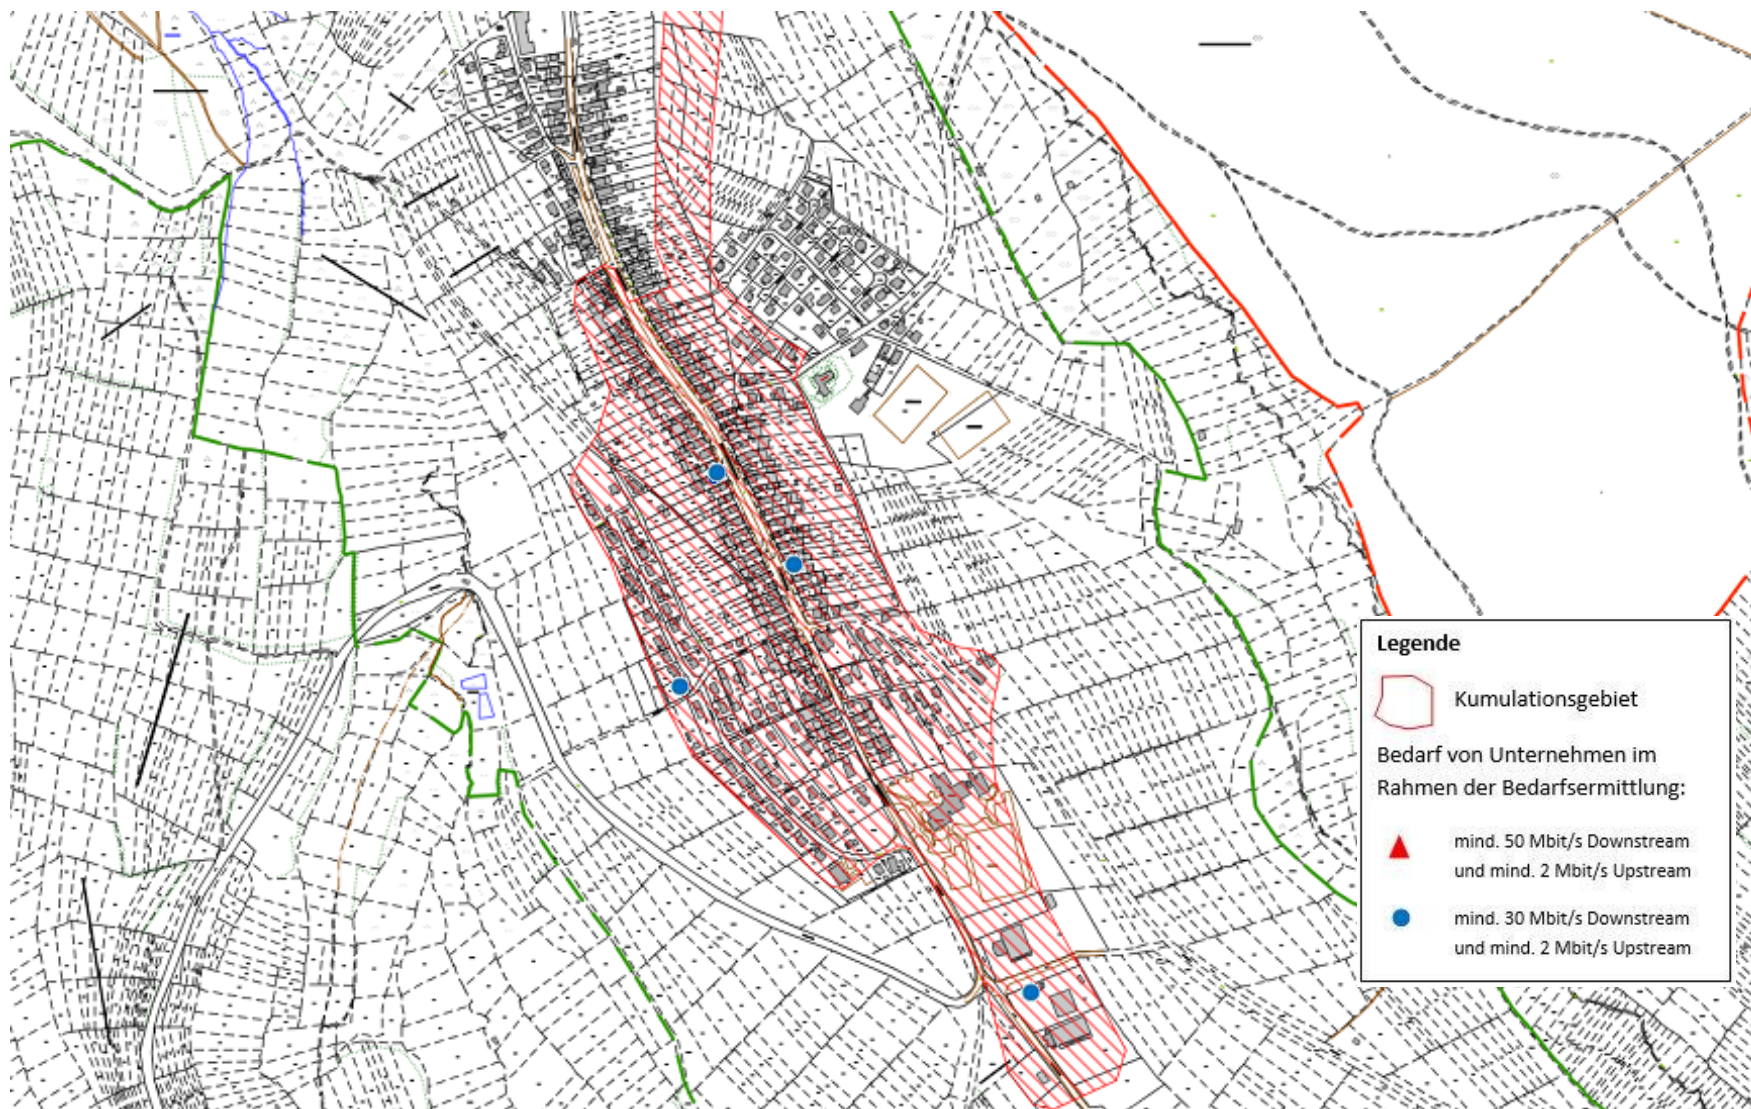 Legende
Kumulationsgebiet
Bedarf von Unternehmen im
Rahmen der Bedarfsermittlung:
mind. 50 Mbit/s Downstream
und mind. 2 Mbit/s Upstream
mind. 30 Mbit/s Downstream
und mind. 2 Mbit/s Upstream